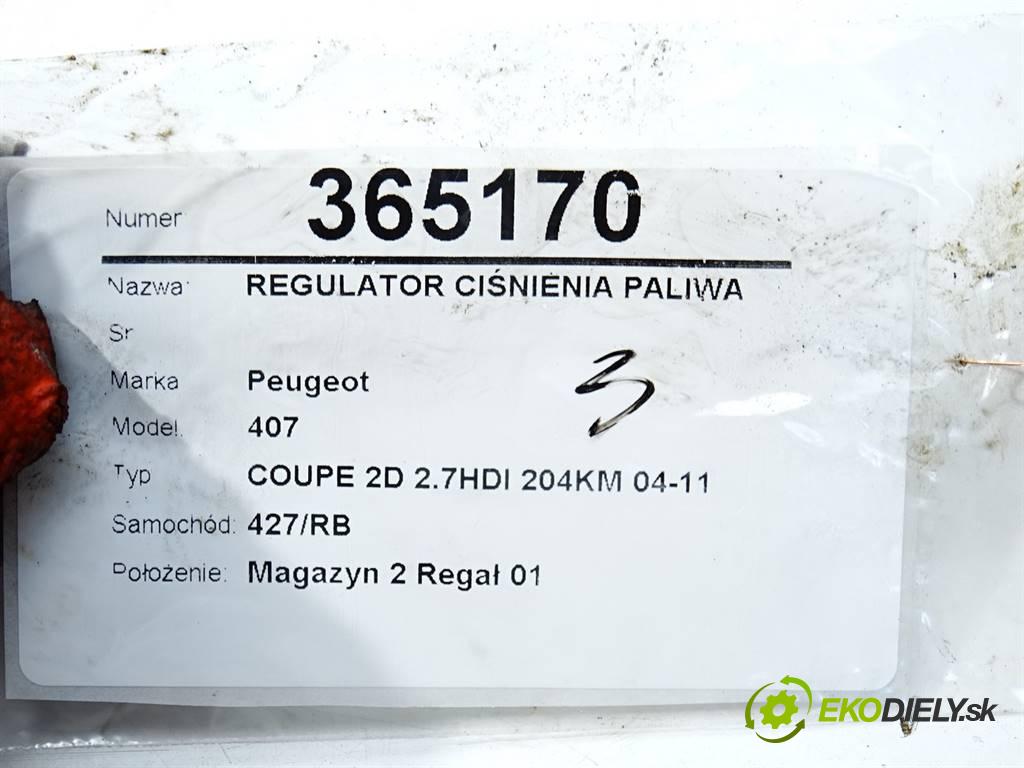 Numer 365170
Nazwa: REGULATOR CIŚNIENIA PALIWA
Sr
Marka Peugeot
Model. 407
Typ COUPE 2D 2.7HDI 204KM 04-11
Samochód: 427/RB
Położenie: Magazyn 2 Regał 01
3
EKODIELY.sk